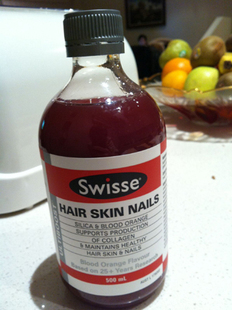 Swisse
HAIR SKIN NAILS
SILICA & BLOOD ORANGE
SUPPORTS PRODUCTION
OF COLLAGEN
& MAINTAINS HEALTHY
HAIR SKIN & NAILS
Blood Orange Flavour
Based on 25+ Years Research
500 mL